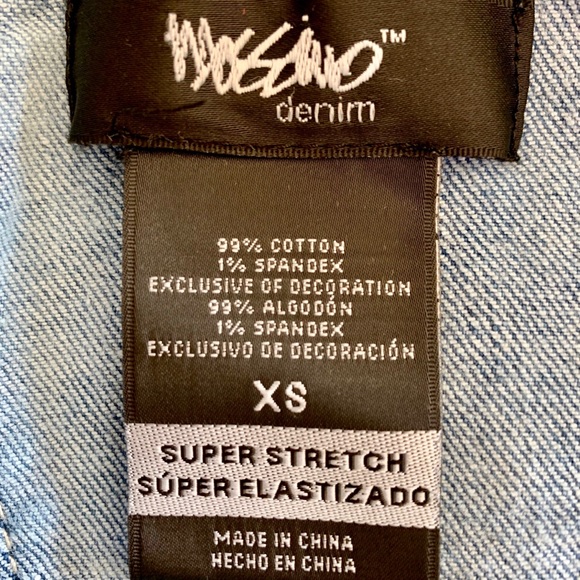 Mossimo™
denim
99% COTTON
1% SPANDEX
EXCLUSIVE OF DECORATION
99% ALGODÓN
1% SPANDEX
EXCLUSIVO DE DECORACIÓN
XS
SUPER STRETCH
SÚPER ELASTIZADO
MADE IN CHINA
HECHO EN CHINA